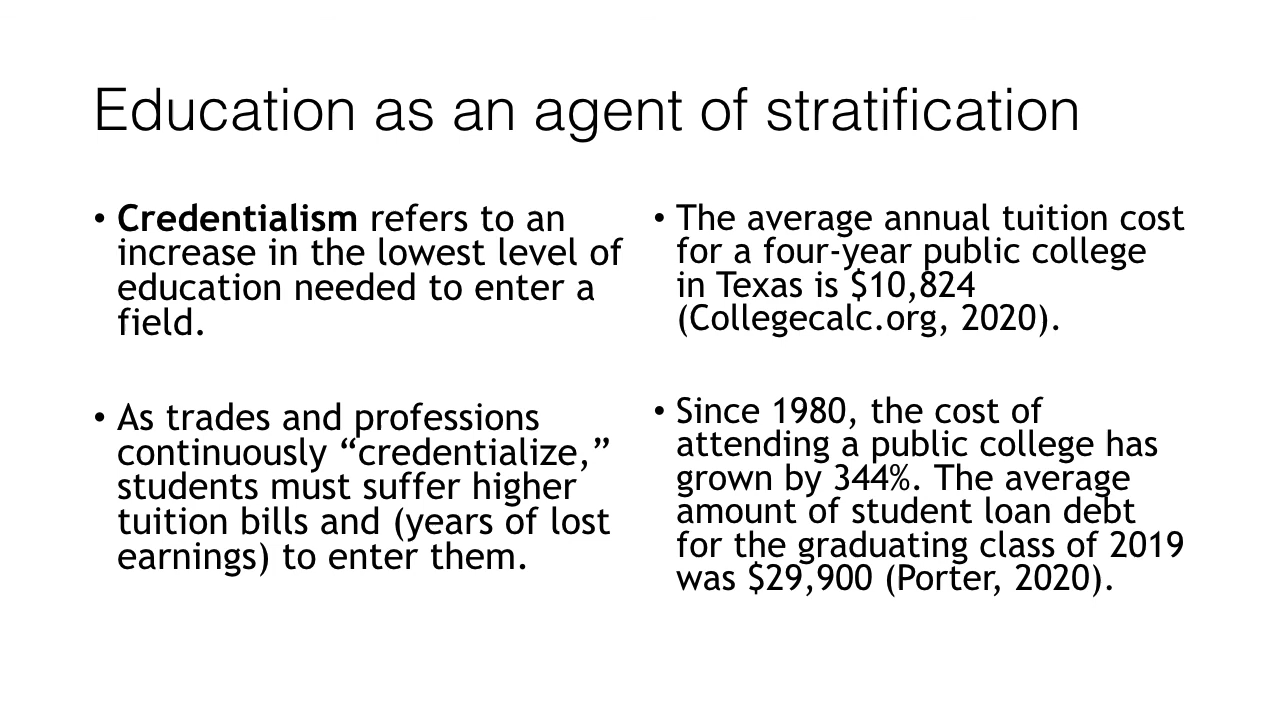 Education as an agent of stratification
• Credentialism refers to an
increase in the lowest level of
education needed to enter a
field.
• As trades and professions
continuously “credentialize,”
students must suffer higher
tuition bills and (years of lost
earnings) to enter them.
• The average annual tuition cost
for a four-year public college
in Texas is $10,824
(Collegecalc.org, 2020).
• Since 1980, the cost of
attending a public college has
grown by 344%. The average
amount of student loan debt
for the graduating class of 2019
was $29,900 (Porter, 2020).